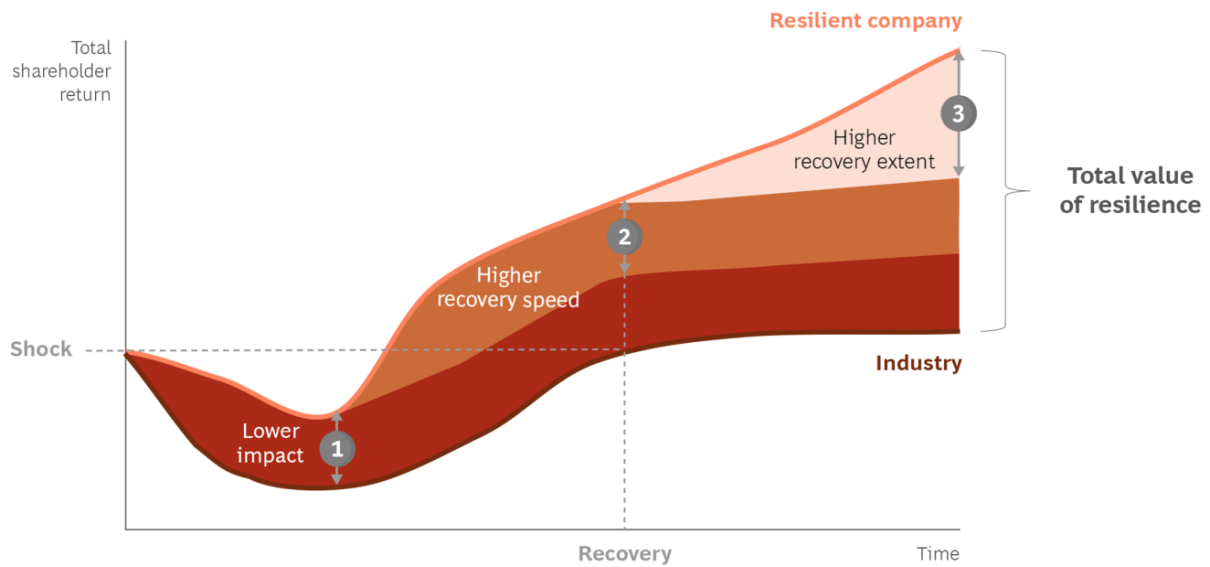 Resilient company
Total
shareholder
return
3
Higher
recovery extent
Total value
of resilience
2
Higher
recovery speed
Shock
Industry
Lower
impact
1
Recovery
Time